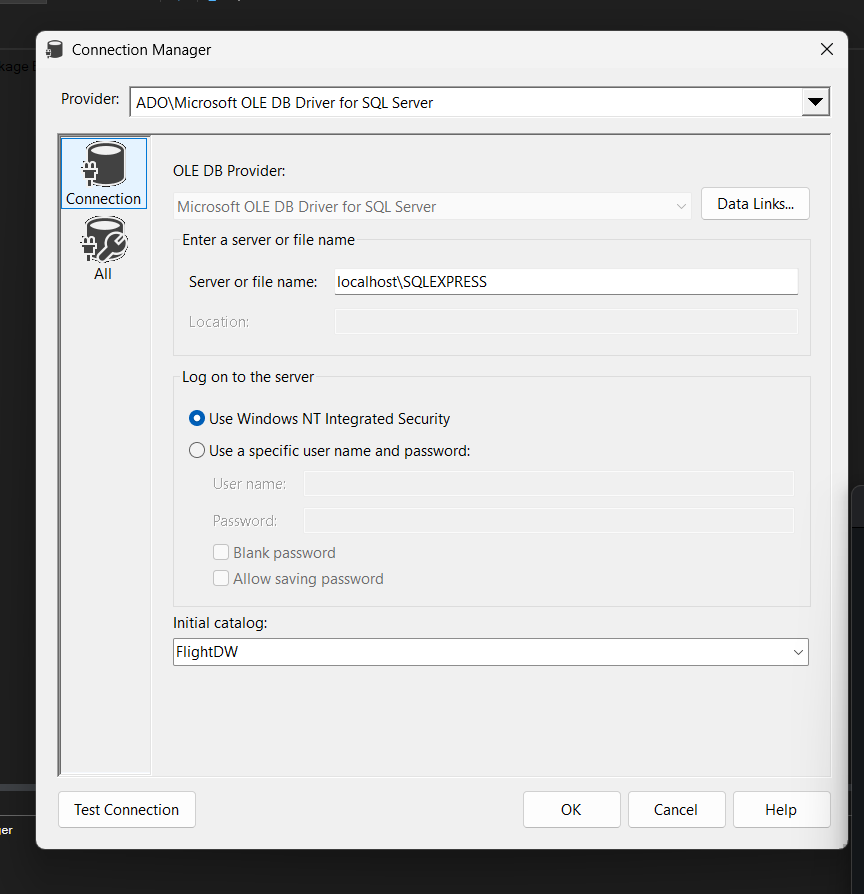 Connection Manager
kage
Provider: ADO\Microsoft OLE DB Driver for SQL Server
Connection
All
OLE DB Provider:
Microsoft OLE DB Driver for SQL Server
Data Links...
Enter a server or file name
Server or file name: localhost\SQLEXPRESS
Location:
Log on to the server
Use Windows NT Integrated Security
Use a specific user name and password:
User name:
Password:
Blank password
Allow saving password
Initial catalog:
FlightDW
Test Connection OK Cancel Help
ger